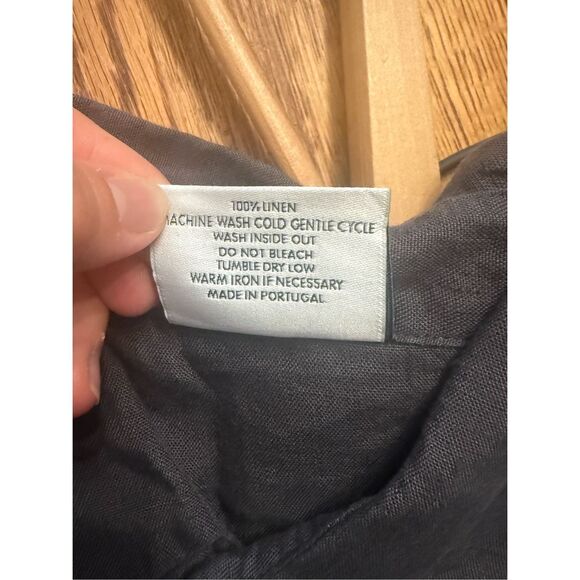 100% LINEN
MACHINE WASH COLD GENTLE CYCLE
WASH INSIDE OUT
DO NOT BLEACH
TUMBLE DRY LOW
WARM IRON IF NECESSARY
MADE IN PORTUGAL